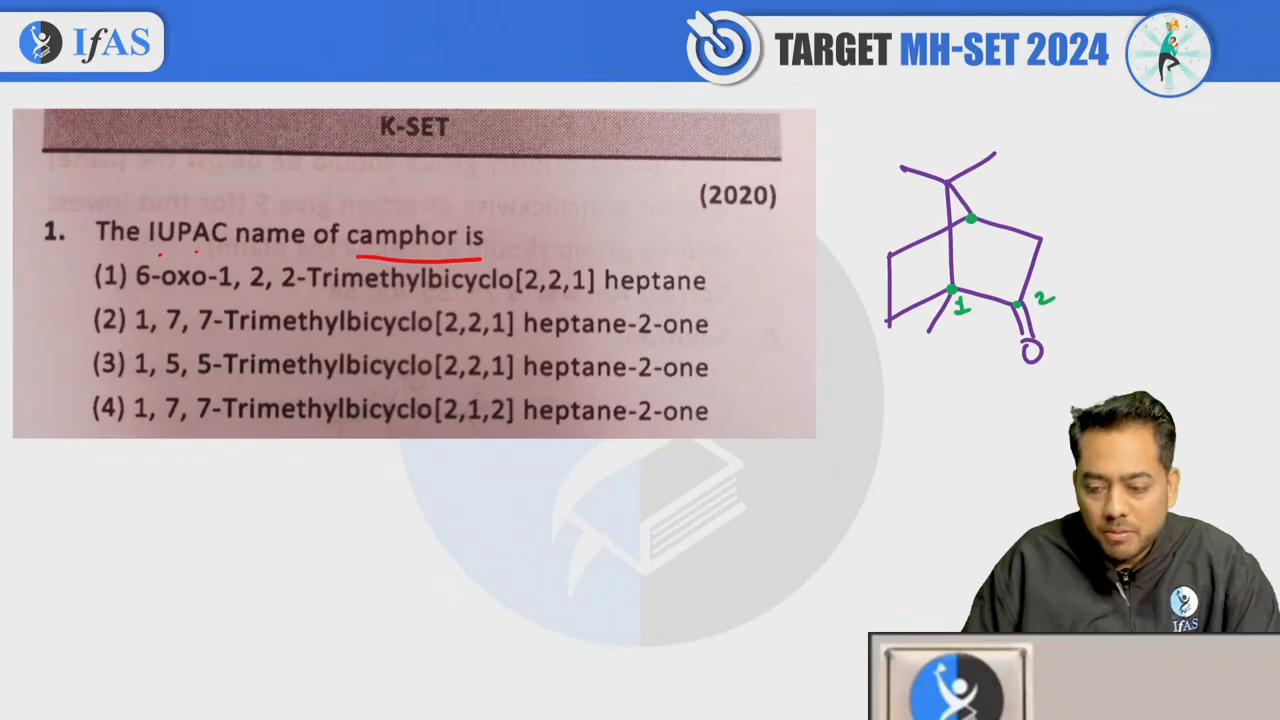 IfAS
TARGET MH-SET 2024
K-SET
(2020)
1. The IUPAC name of camphor is
(1) 6-oxo-1, 2, 2-Trimethylbicyclo[2,2,1] heptane
(2) 1, 7, 7-Trimethylbicyclo[2,2,1] heptane-2-one
(3) 1, 5, 5-Trimethylbicyclo[2,2,1] heptane-2-one
(4) 1, 7, 7-Trimethylbicyclo[2,1,2] heptane-2-one
1
2
O
IfAS